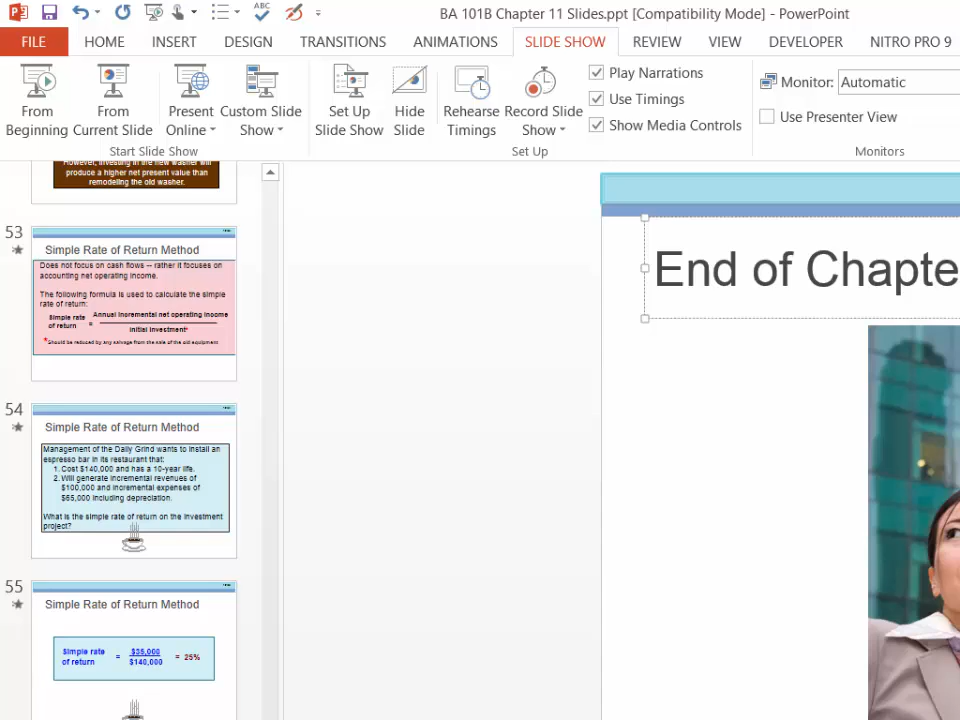 BA 101B Chapter 11 Slides.ppt [Compatibility Mode] - PowerPoint
FILE HOME INSERT DESIGN TRANSITIONS ANIMATIONS SLIDE SHOW REVIEW VIEW DEVELOPER NITRO PRO 9
From Beginning
From Current Slide
Present Online
Custom Slide Show
Start Slide Show
Set Up Slide Show
Hide Slide
Rehearse Timings
Record Slide Show
Play Narrations
Use Timings
Show Media Controls
Set Up
Monitor: Automatic
Use Presenter View
Monitors
However, investing in the new washer will
produce a higher net present value than
remodeling the old washer.
53
Simple Rate of Return Method
Does not focus on cash flows -- rather it focuses on
accounting net operating income.
The following formula is used to calculate the simple
rate of return:
Simple rate
of return
=
Annual incremental net operating income
Initial investment*
*Should be reduced by any salvage from the sale of the old equipment
54
Simple Rate of Return Method
Management of the Daily Grind wants to install an
espresso bar in its restaurant that:
1. Cost $140,000 and has a 10-year life.
2. Will generate incremental revenues of
$100,000 and incremental expenses of
$65,000 including depreciation.
What is the simple rate of return on the investment
project?
55
Simple Rate of Return Method
Simple rate
of return
=
$35,000
$140,000
= 25%
End of Chapte